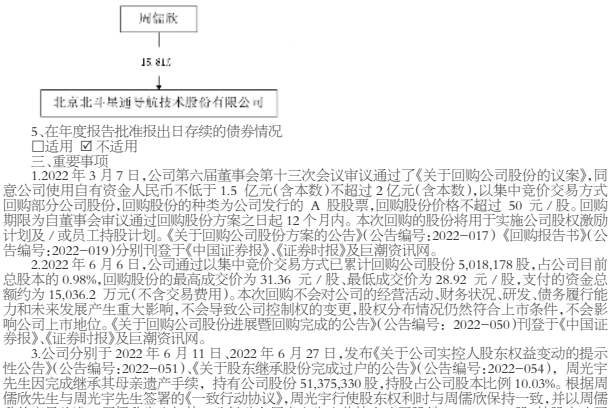 周儒欣
北京北斗星通导航技术股份有限公司
5、在年度报告批准报出日存续的债券情况
□适用 ☑不适用
三、重要事项
1.2022 年 3 月 7 日，公司第六届董事会第十三次会议审议通过了《关于回购公司股份的议案》，同
意公司使用自有资金人民币不低于 1.5 亿元（含本数）不超过 2 亿元（含本数），以集中竞价交易方式
回购部分公司股份，回购股份的种类为公司发行的 A 股股票，回购股份价格不超过 50 元／股。回购
期限为自董事会审议通过回购股份方案之日起 12 个月内。本次回购的股份将用于实施公司股权激励
计划及／或员工持股计划。《关于回购公司股份方案的公告》（公告编号：2022-017）《回购报告书》（公
告编号：2022-019）分别刊登于《中国证券报》、《证券时报》及巨潮资讯网。
2.2022 年 6 月 6 日，公司通过以集中竞价交易方式已累计回购公司股份 5,018,178 股，占公司目前
总股本的 0.98%，回购股份的最高成交价为 31.36 元／股、最低成交价为 28.92 元／股，支付的资金总
额约为 15,036.2 万元（不含交易费用）。本次回购不会对公司的经营活动、财务状况、研发、债务履行能
力和未来发展产生重大影响，不会导致公司控制权的变更，股权分布情况仍然符合上市条件，不会影
响公司上市地位。《关于回购公司股份进展暨回购完成的公告》（公告编号： 2022-050）刊登于《中国证
券报》、《证券时报》及巨潮资讯网。
3.公司分别于 2022 年 6 月 11 日、2022 年 6 月 27 日，发布《关于公司实控人股东权益变动的提示
性公告》（公告编号：2022-051）、《关于股东继承股份完成过户的公告》（公告编号：2022-054），周光宇
先生因完成继承其母亲遗产手续，持有公司股份 51,375,330 股，持股占公司股本比例 10.03%。根据周
儒欣先生与周光宇先生签署的《一致行动协议》，周光宇行使股东权利时与周儒欣保持一致，并以周儒